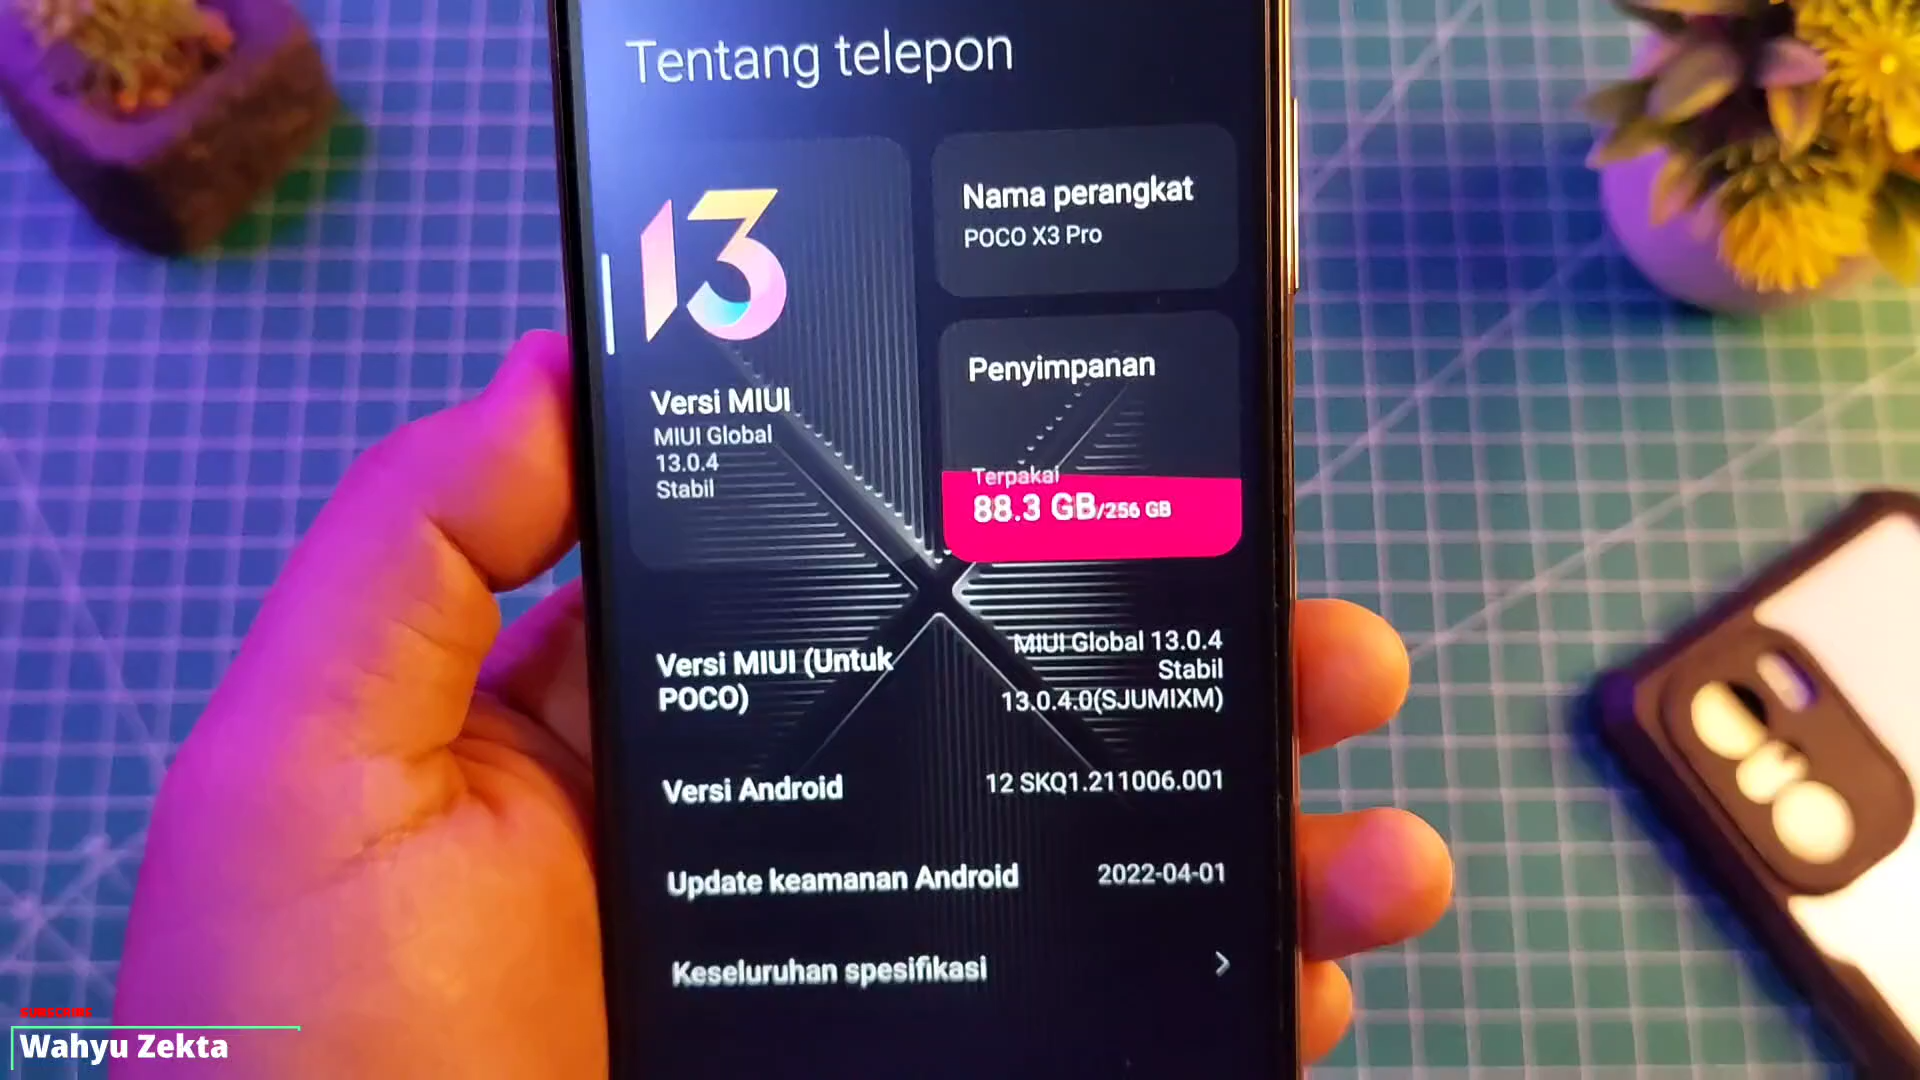 Tentang telepon
13
Versi MIUI
MIUI Global
13.0.4
Stabil
Nama perangkat
POCO X3 Pro
Penyimpanan
Terpakai
88.3 GB/256 GB
Versi MIUI (Untuk
POCO)
MIUI Global 13.0.4
Stabil
13.0.4.0(SJUMIXM)
Versi Android
12 SKQ1.211006.001
Update keamanan Android
2022-04-01
Keseluruhan spesifikasi
SUBSCRIBE
Wahyu Zekta